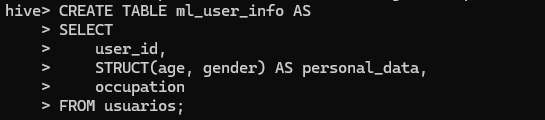 hive> CREATE TABLE ml_user_info AS
    > SELECT
    >     user_id,
    >     STRUCT(age, gender) AS personal_data,
    >     occupation
    > FROM usuarios;